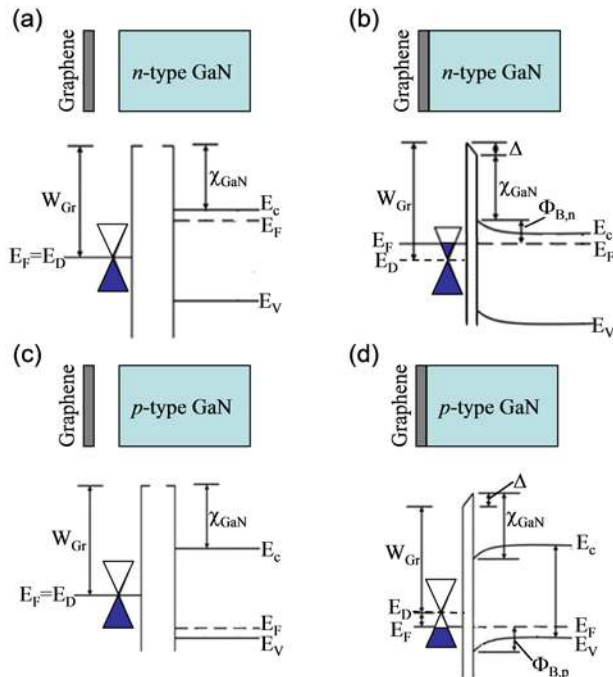 (a)
Graphene
n-type GaN
W_Gr
χ_GaN
E_c
E_F
E_F=E_D
E_V
(b)
Graphene
n-type GaN
Δ
W_Gr
χ_GaN
Φ_B,n
E_c
E_F
E_F
E_D
E_V
(c)
Graphene
p-type GaN
W_Gr
χ_GaN
E_c
E_F=E_D
E_F
E_V
(d)
Graphene
p-type GaN
Δ
χ_GaN
W_Gr
E_c
E_D
E_F
E_F
E_V
Φ_B,p